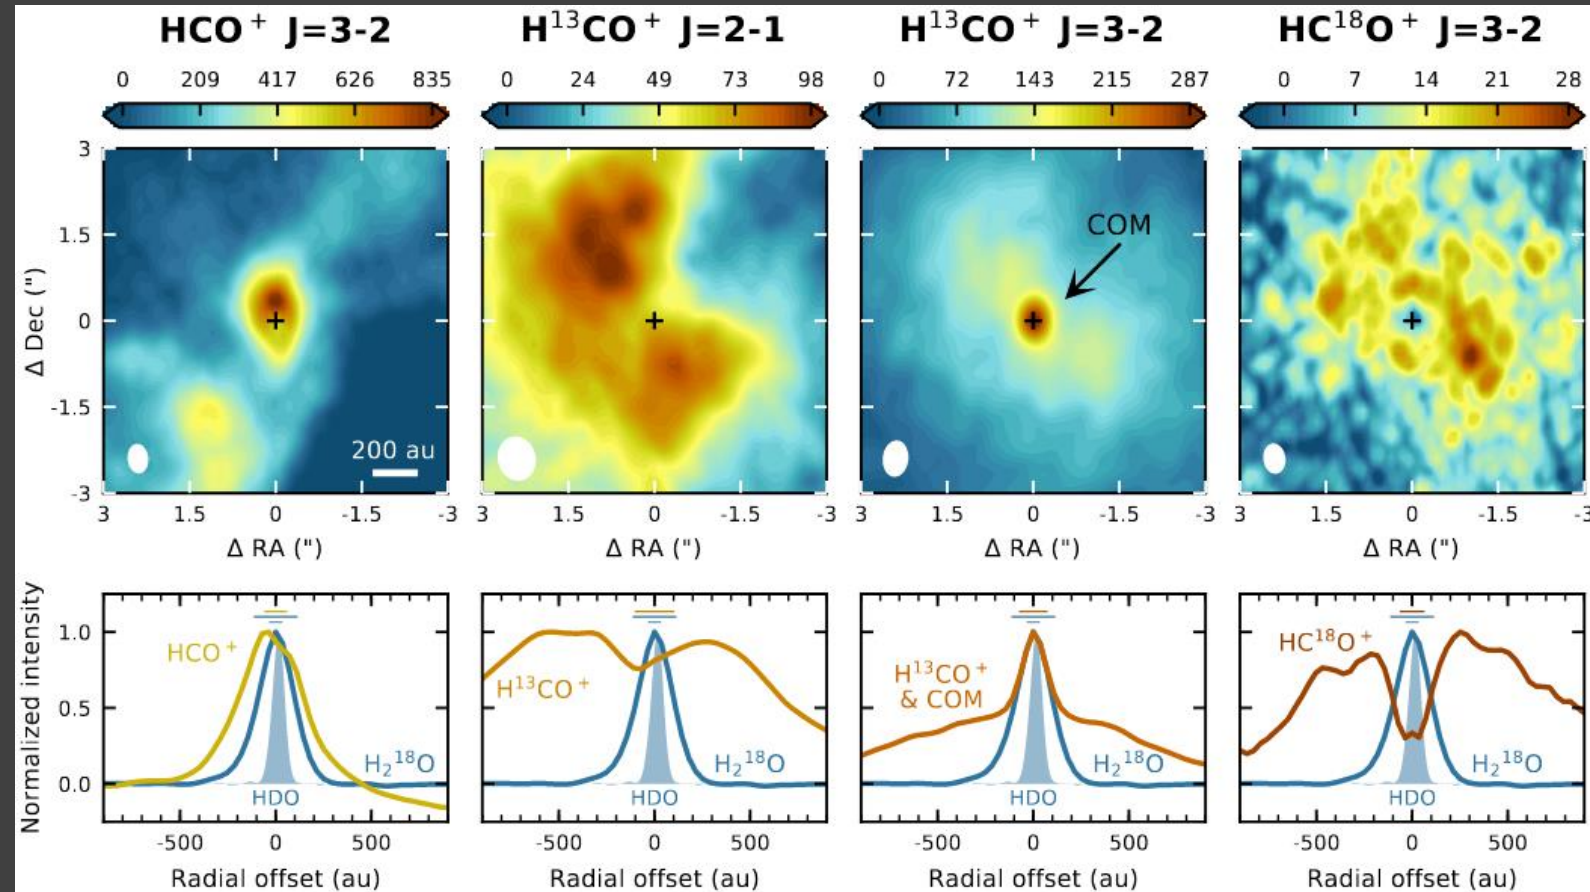 HCO⁺ J=3-2
H¹³CO⁺ J=2-1
H¹³CO⁺ J=3-2
HC¹⁸O⁺ J=3-2
0 209 417 626 835
0 24 49 73 98
0 72 143 215 287
0 7 14 21 28
3
1.5
0
-1.5
-3
Δ Dec (")
200 au
COM
3 1.5 0 -1.5 -3
3 1.5 0 -1.5 -3
3 1.5 0 -1.5 -3
3 1.5 0 -1.5 -3
Δ RA (")
Δ RA (")
Δ RA (")
Δ RA (")
Normalized intensity
1.0
0.5
0.0
HCO⁺
H₂¹⁸O
HDO
H¹³CO⁺
H₂¹⁸O
HDO
H¹³CO⁺
& COM
H₂¹⁸O
HDO
HC¹⁸O⁺
H₂¹⁸O
HDO
-500 0 500
-500 0 500
-500 0 500
-500 0 500
Radial offset (au)
Radial offset (au)
Radial offset (au)
Radial offset (au)